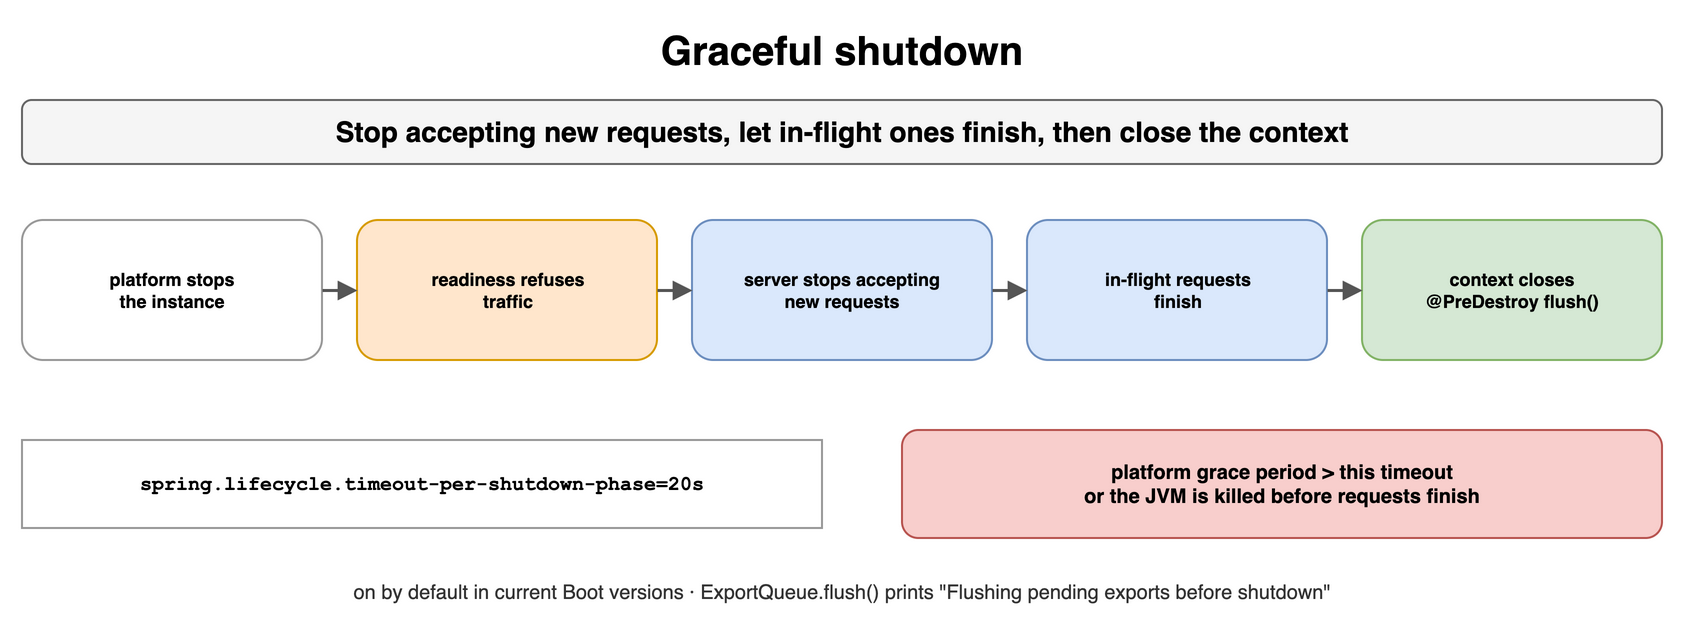 Graceful shutdown
Stop accepting new requests, let in-flight ones finish, then close the context
platform stops
the instance
readiness refuses
traffic
server stops accepting
new requests
in-flight requests
finish
context closes
@PreDestroy flush()
spring.lifecycle.timeout-per-shutdown-phase=20s
platform grace period > this timeout
or the JVM is killed before requests finish
on by default in current Boot versions · ExportQueue.flush() prints "Flushing pending exports before shutdown"